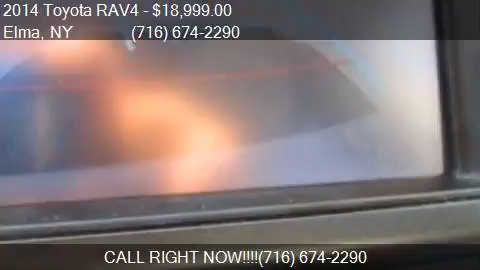 2014 Toyota RAV4 - $18,999.00
Elma, NY (716) 674-2290
CALL RIGHT NOW!!!!(716) 674-2290